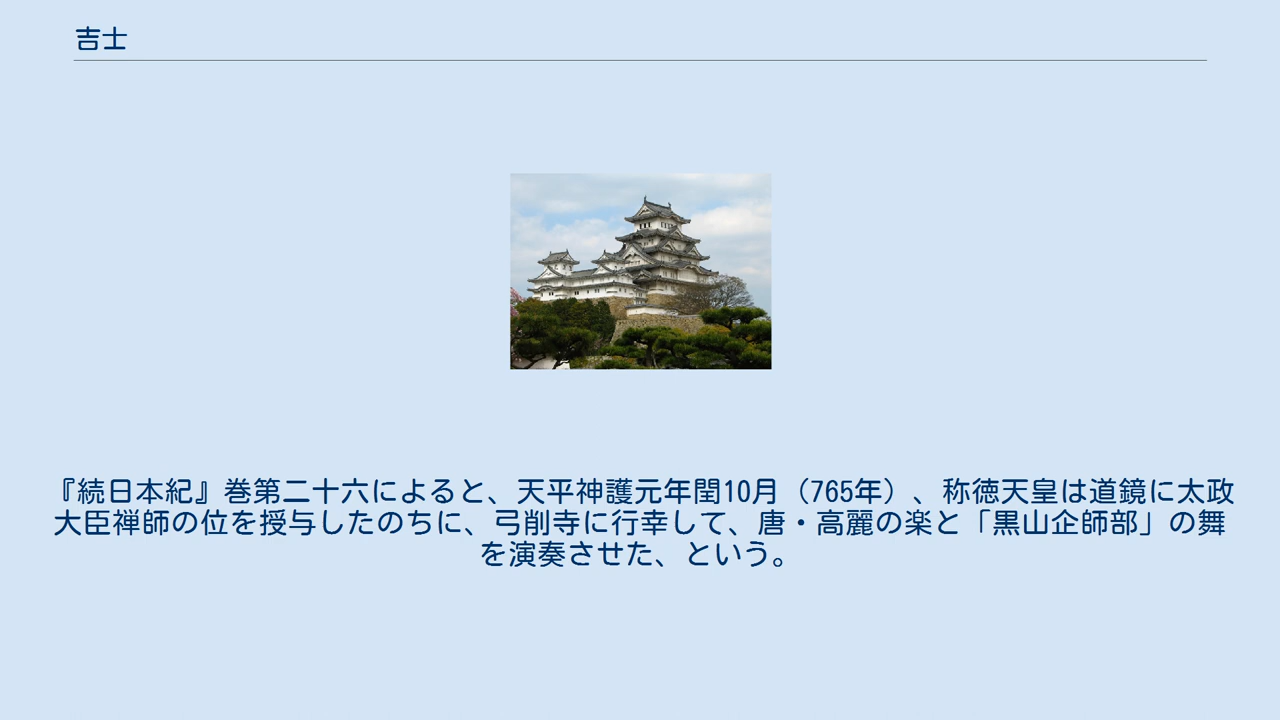 吉士
『続日本紀』巻第二十六によると、天平神護元年閏10月（765年）、称徳天皇は道鏡に太政
大臣禅師の位を授与したのちに、弓削寺に行幸して、唐・高麗の楽と「黒山企師部」の舞
を演奏させた、という。